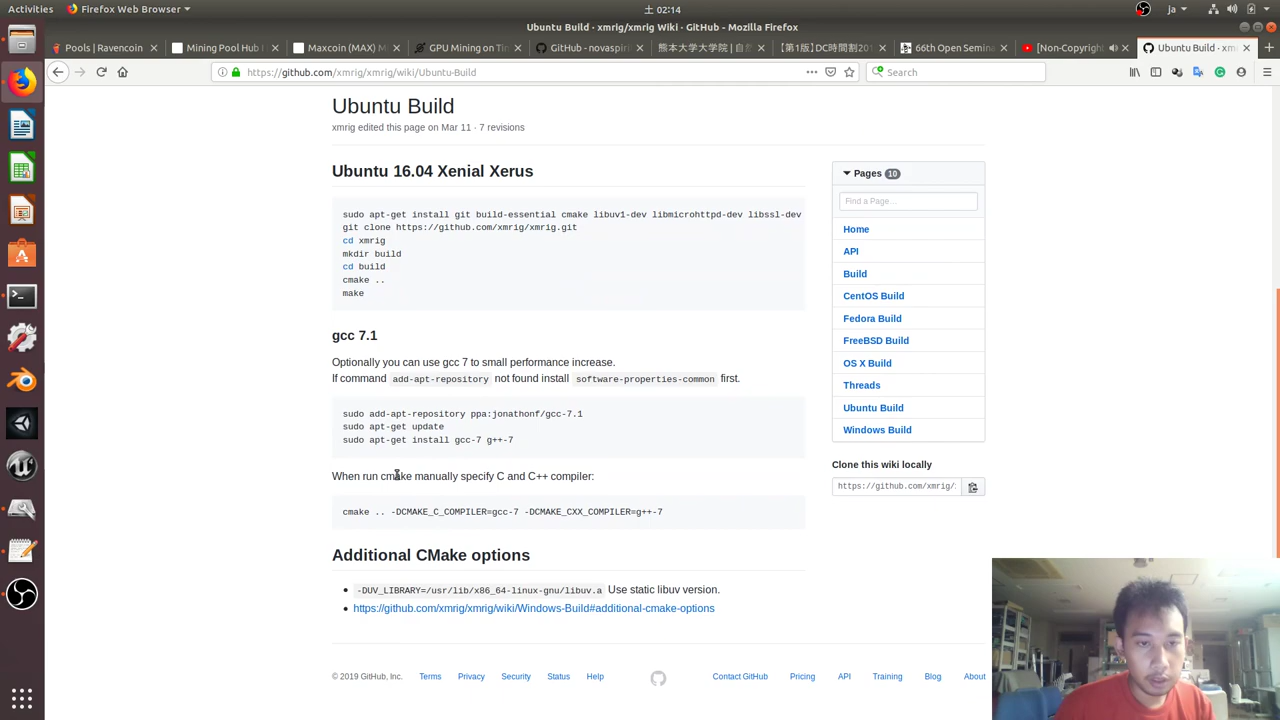 Activities
Firefox Web Browser
02:14
Ubuntu Build · xmrig/xmrig Wiki · GitHub - Mozilla Firefox
Pools | Ravencoin
Mining Pool Hub |
Maxcoin (MAX) M
GPU Mining on Tin
GitHub - novaspiri
熊本大学大学院 | 自
【第1版】DC時間割20
66th Open Semina
[Non-Copyright
Ubuntu Build · xm
https://github.com/xmrig/xmrig/wiki/Ubuntu-Build
Search
Ubuntu Build
xmrig edited this page on Mar 11 · 7 revisions
Ubuntu 16.04 Xenial Xerus
sudo apt-get install git build-essential cmake libuv1-dev libmicrohttpd-dev libssl-dev
git clone https://github.com/xmrig/xmrig.git
cd xmrig
mkdir build
cd build
cmake ..
make
gcc 7.1
Optionally you can use gcc 7 to small performance increase.
If command add-apt-repository not found install software-properties-common first.
sudo add-apt-repository ppa:jonathonf/gcc-7.1
sudo apt-get update
sudo apt-get install gcc-7 g++-7
When run cmake manually specify C and C++ compiler:
cmake .. -DCMAKE_C_COMPILER=gcc-7 -DCMAKE_CXX_COMPILER=g++-7
Additional CMake options
-DUV_LIBRARY=/usr/lib/x86_64-linux-gnu/libuv.a Use static libuv version.
https://github.com/xmrig/xmrig/wiki/Windows-Build#additional-cmake-options
Pages 10
Find a Page…
Home
API
Build
CentOS Build
Fedora Build
FreeBSD Build
OS X Build
Threads
Ubuntu Build
Windows Build
Clone this wiki locally
https://github.com/xmrig/
© 2019 GitHub, Inc.
Terms
Privacy
Security
Status
Help
Contact GitHub
Pricing
API
Training
Blog
About